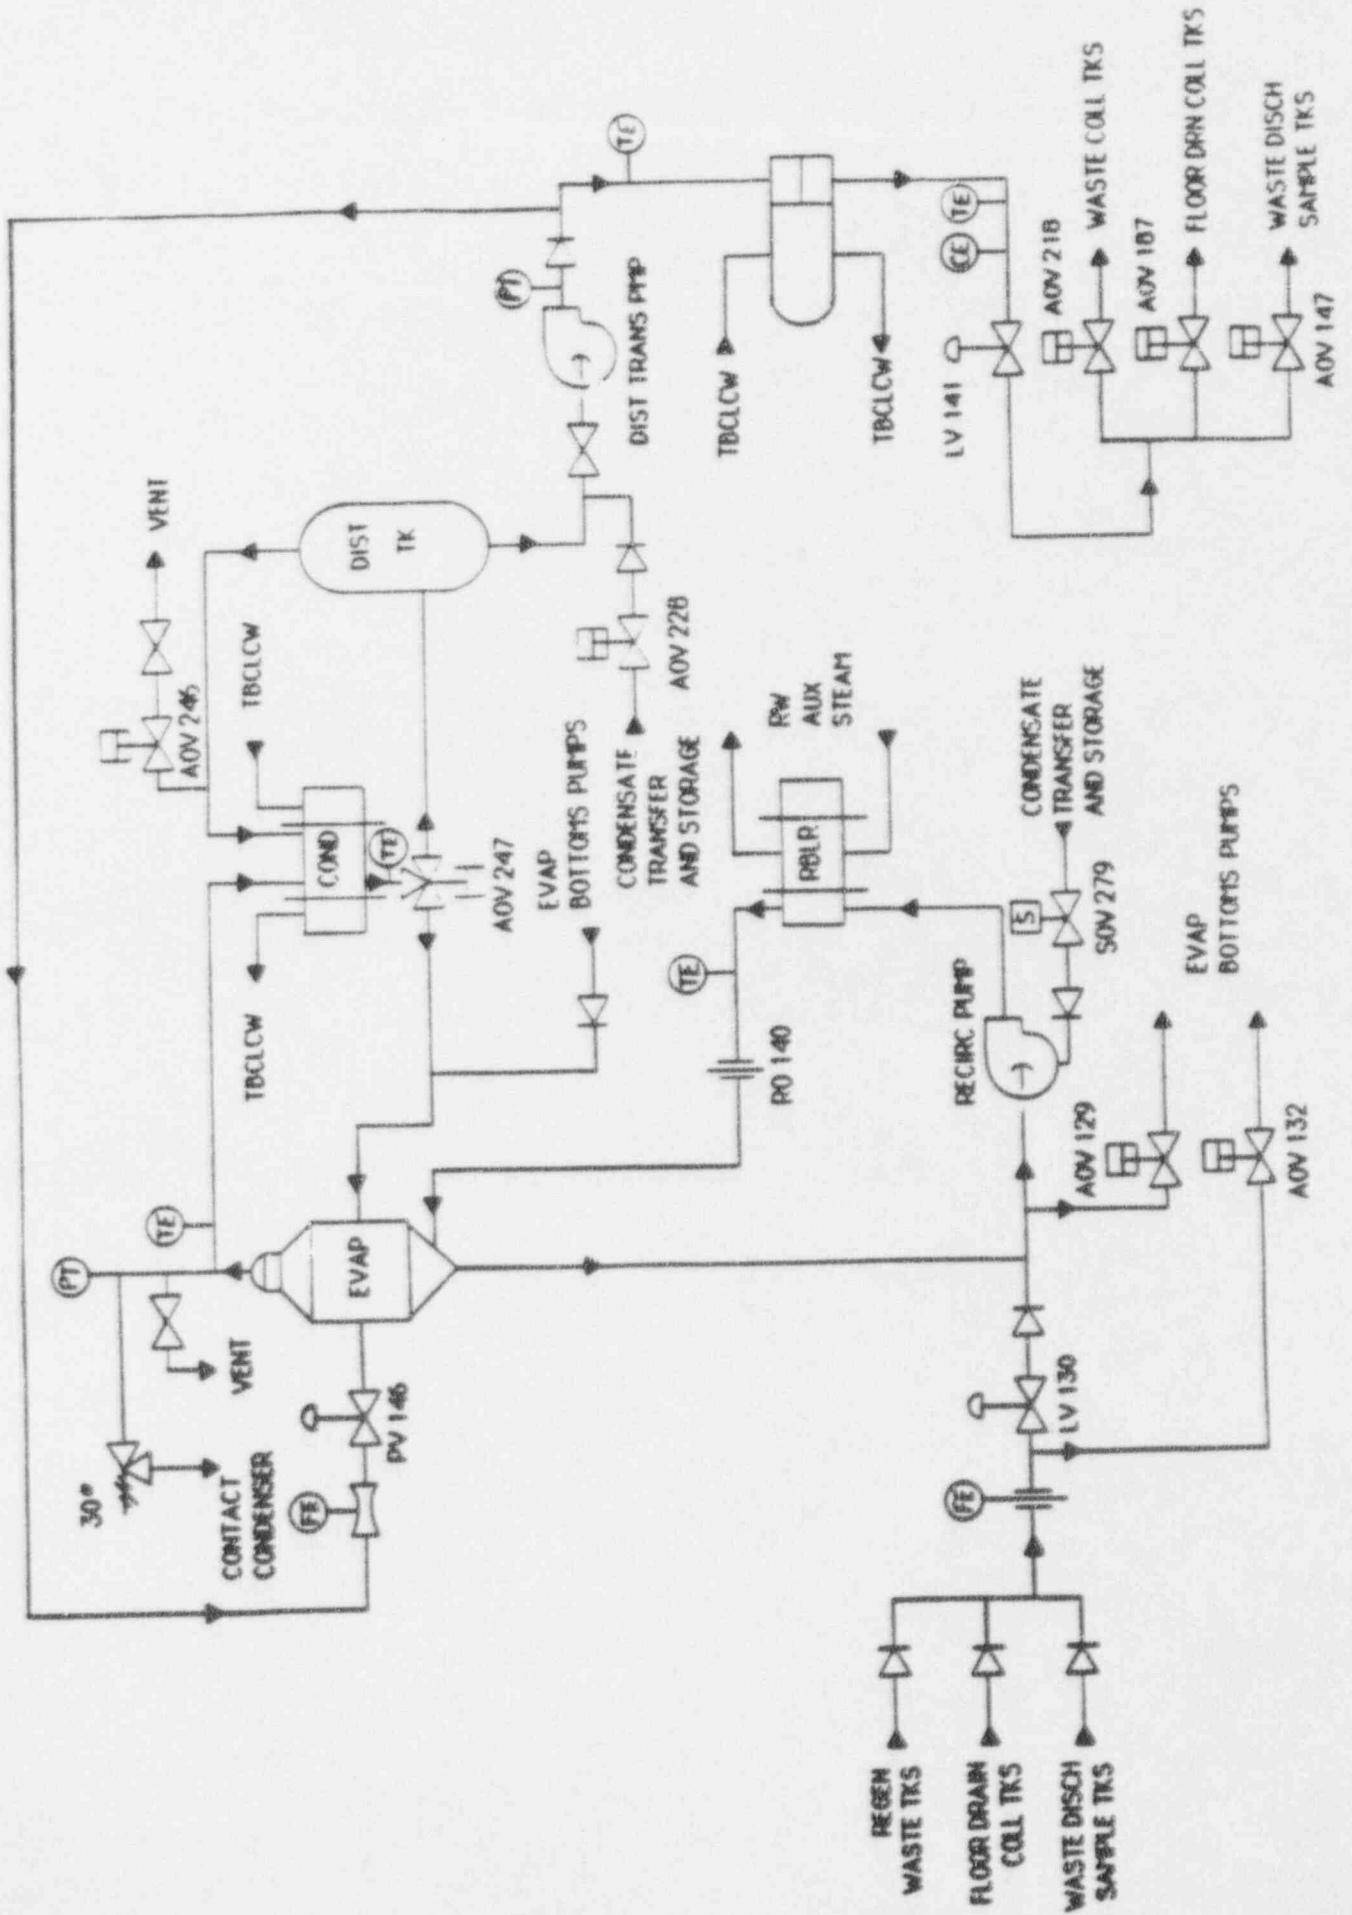 30#
CONTACT
CONDENSER
PT
VENT
TE
FE
PV 146
EVAP
TBCLCW
COND
TE
AOV 247
TBCLCW
AOV 246
VENT
DIST
TK
EVAP
BOTTOMS PUMPS
CONDENSATE
TRANSFER
AND STORAGE
AOV 228
PT
DIST TRANS PMP
TE
TBCLCW
TBCLCW
TE
CE
LV 141
AOV 218
WASTE COLL TKS
AOV 187
FLOOR DRN COLL TKS
AOV 147
WASTE DISCH
SAMPLE TKS
RO 140
TE
RBLR
RW
AUX
STEAM
RECIRC PUMP
S
SOV 279
CONDENSATE
TRANSFER
AND STORAGE
AOV 129
AOV 132
EVAP
BOTTOMS PUMPS
LV 130
FE
REGEN
WASTE TKS
FLOOR DRAIN
COLL TKS
WASTE DISCH
SAMPLE TKS